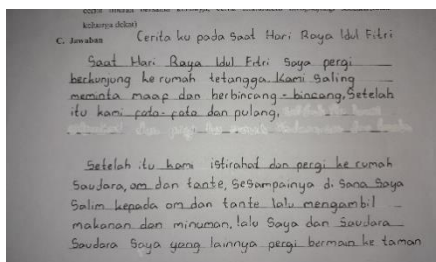 keluarga dekat)
C. Jawaban Cerita ku pada Saat Hari Raya Idul Fitri
Saat Hari Raya Idul Fitri Saya pergi
berkunjung ke rumah tetangga. Kami Saling
meminta maaf dan berbincang - bincang, Setelah
itu kami foto - foto dan pulang.
Setelah itu kami istirahat dan pergi ke rumah
Saudara, om dan tante, Sesampainya di Sana Saya
Salim kepada om dan tante lalu mengambil
makanan dan minuman, lalu Saya dan Saudara
Saudara Saya yang lainnya pergi bermain ke taman